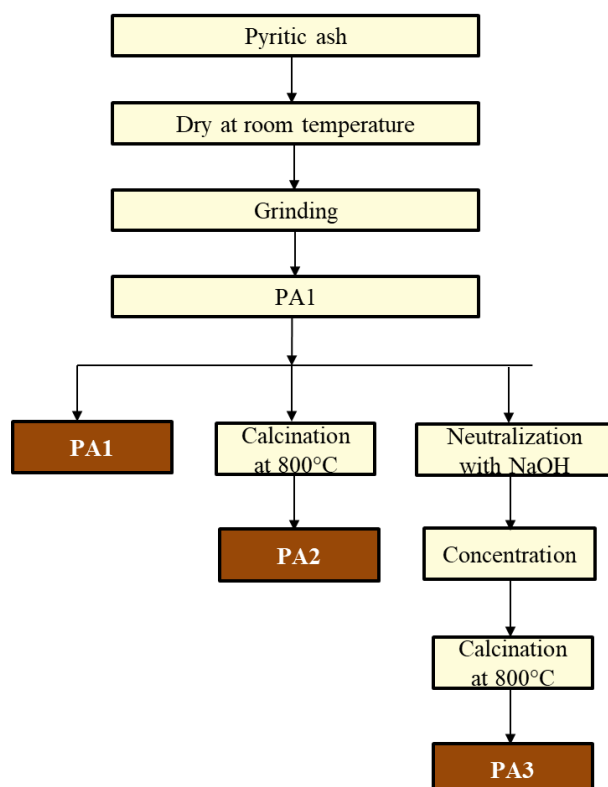 Pyritic ash
Dry at room temperature
Grinding
PA1
PA1
Calcination
at 800°C
Neutralization
with NaOH
PA2
Concentration
Calcination
at 800°C
PA3